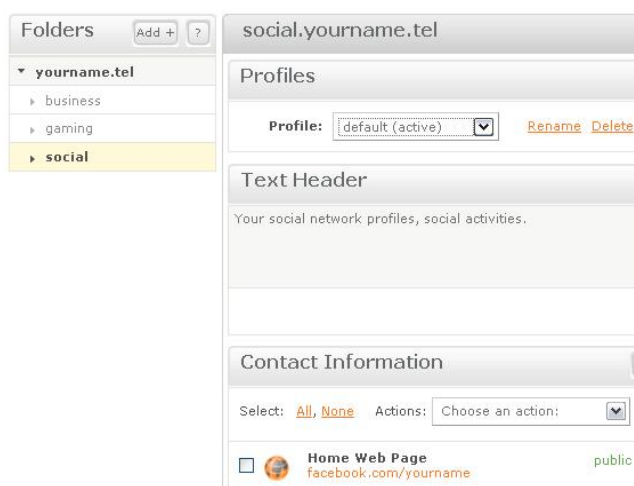 Folders Add + ?
yourname.tel
business
gaming
social
social.yourname.tel
Profiles
Profile: default (active) Rename Delete
Text Header
Your social network profiles, social activities.
Contact Information
Select: All, None Actions: Choose an action:
Home Web Page public
facebook.com/yourname